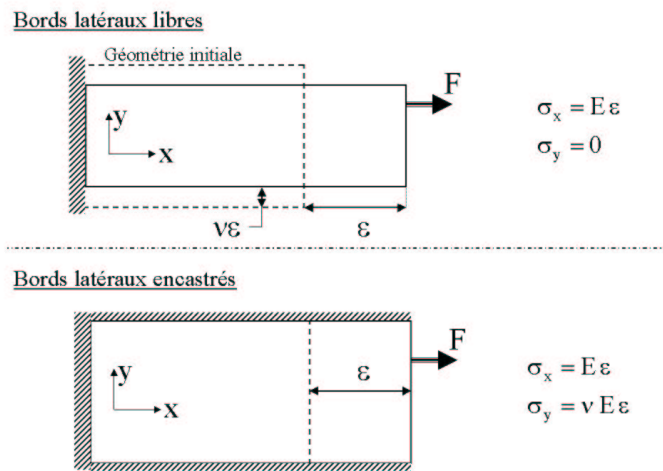 Bords latéraux libres
Géométrie initiale
F
y
x
σx = E ε
σy = 0
νε
ε
Bords latéraux encastrés
F
y
x
ε
σx = E ε
σy = ν E ε